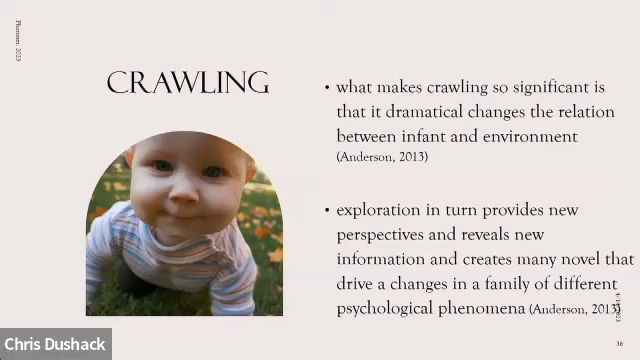 Plummer, 2023
CRAWLING
• what makes crawling so significant is
that it dramatical changes the relation
between infant and environment
(Anderson, 2013)
• exploration in turn provides new
perspectives and reveals new
information and creates many novel that
drive a changes in a family of different
psychological phenomena (Anderson, 2013)
36
Chris Dushack